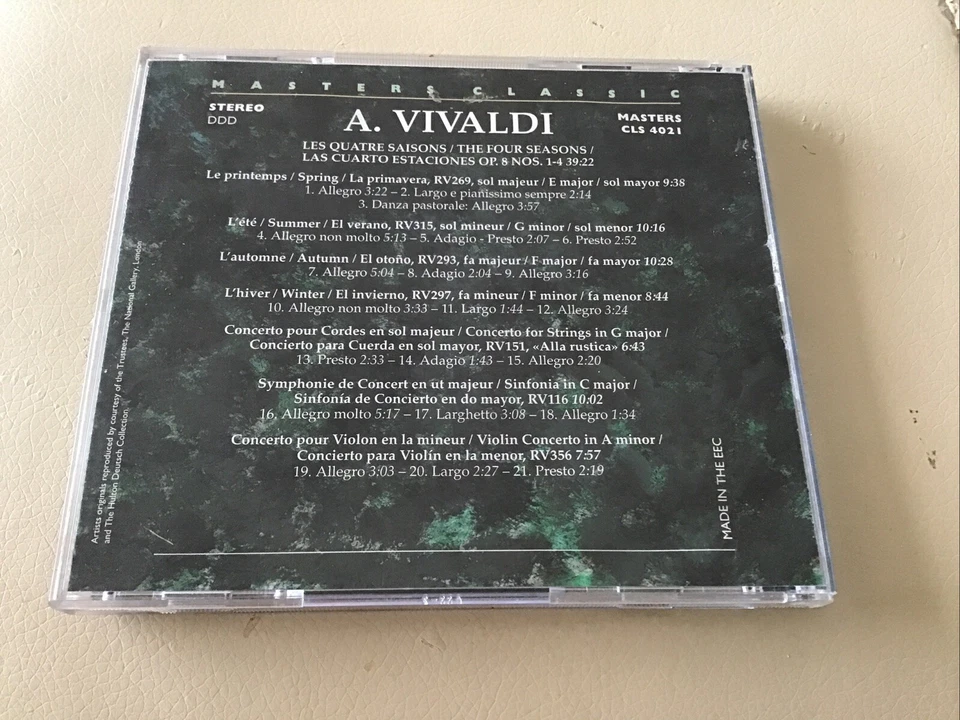 MASTERS CLASSIC
STEREO
DDD
A. VIVALDI
MASTERS
CLS 4021
LES QUATRE SAISONS / THE FOUR SEASONS /
LAS CUARTO ESTACIONES OP. 8 NOS. 1-4 39:22
Le printemps / Spring / La primavera, RV269, sol majeur / E major / sol mayor 9:38
1. Allegro 3:22 – 2. Largo e pianissimo sempre 2:14
3. Danza pastorale: Allegro 3:57
L'été / Summer / El verano, RV315, sol mineur / G minor / sol menor 10:16
4. Allegro non molto 5:13 – 5. Adagio - Presto 2:07 – 6. Presto 2:52
L'automne / Autumn / El otoño, RV293, fa majeur / F major / fa mayor 10:28
7. Allegro 5:04 – 8. Adagio 2:04 – 9. Allegro 3:16
L'hiver / Winter / El invierno, RV297, fa mineur / F minor / fa menor 8:44
10. Allegro non molto 3:33 – 11. Largo 1:44 – 12. Allegro 3:24
Concerto pour Cordes en sol majeur / Concerto for Strings in G major /
Concierto para Cuerda en sol mayor, RV151, «Alla rustica» 6:43
13. Presto 2:33 – 14. Adagio 1:43 – 15. Allegro 2:20
Symphonie de Concert en ut majeur / Sinfonia in C major /
Sinfonía de Concierto en do mayor, RV116 10:02
16. Allegro molto 5:17 – 17. Larghetto 3:08 – 18. Allegro 1:34
Concerto pour Violon en la mineur / Violin Concerto in A minor /
Concierto para Violín en la menor, RV356 7:57
19. Allegro 3:03 – 20. Largo 2:27 – 21. Presto 2:19
Artists originals reproduced by courtesy of the Trustees, The National Gallery, London
and The Hulton Deutsch Collection.
MADE IN THE EEC